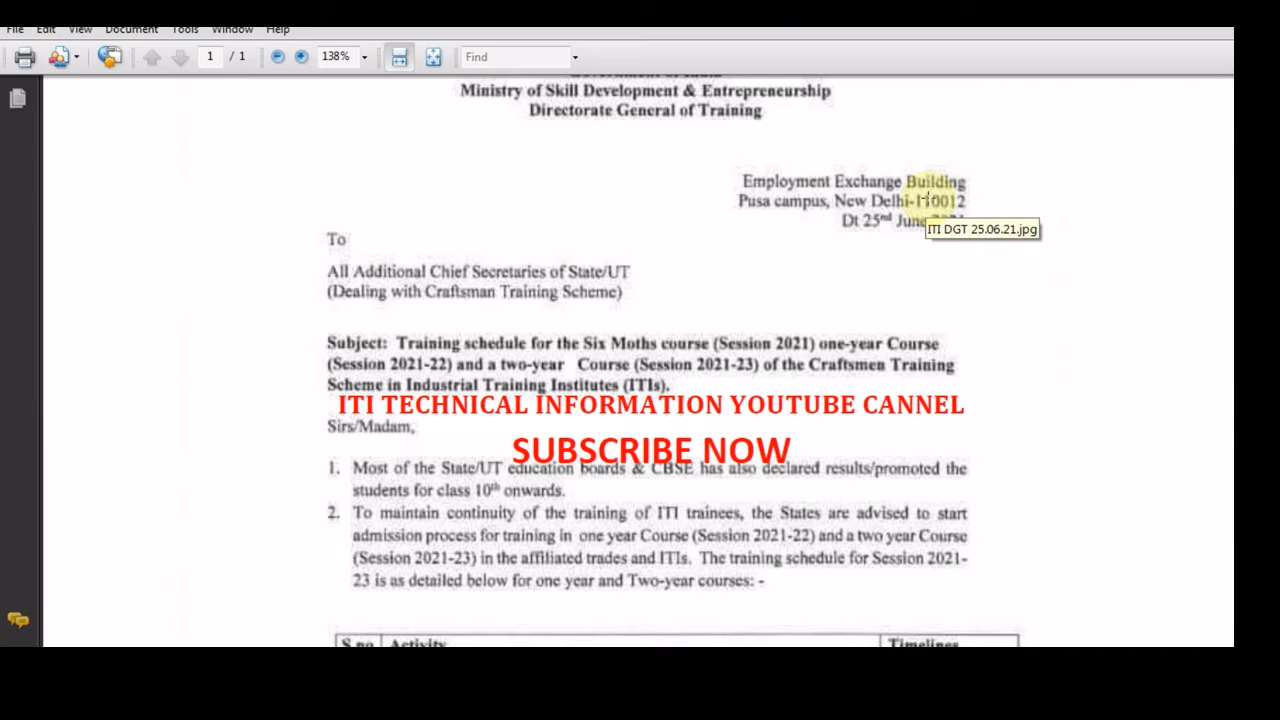 File Edit View Document Tools Window Help
1 / 1 138% Find
Ministry of Skill Development & Entrepreneurship
Directorate General of Training
Employment Exchange Building
Pusa campus, New Delhi-110012
Dt 25nd June
ITI DGT 25.06.21.jpg
To
All Additional Chief Secretaries of State/UT
(Dealing with Craftsman Training Scheme)
Subject: Training schedule for the Six Moths course (Session 2021) one-year Course
(Session 2021-22) and a two-year Course (Session 2021-23) of the Craftsmen Training
Scheme in Industrial Training Institutes (ITIs).
ITI TECHNICAL INFORMATION YOUTUBE CANNEL
Sirs/Madam,
SUBSCRIBE NOW
1. Most of the State/UT education boards & CBSE has also declared results/promoted the
students for class 10th onwards.
2. To maintain continuity of the training of ITI trainees, the States are advised to start
admission process for training in one year Course (Session 2021-22) and a two year Course
(Session 2021-23) in the affiliated trades and ITIs. The training schedule for Session 2021-
23 is as detailed below for one year and Two-year courses: -
S.no Activity Timelines